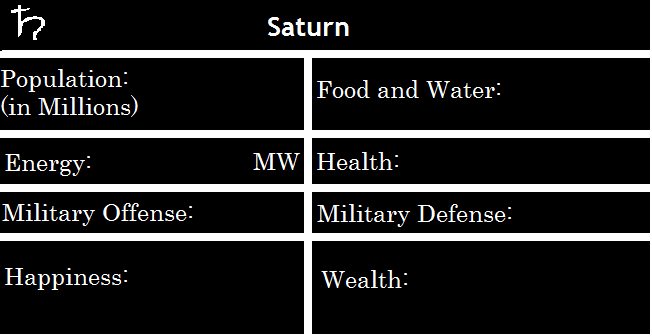 ♄ Saturn
Population:
(in Millions)
Food and Water:
Energy: MW
Health:
Military Offense:
Military Defense:
Happiness:
Wealth: